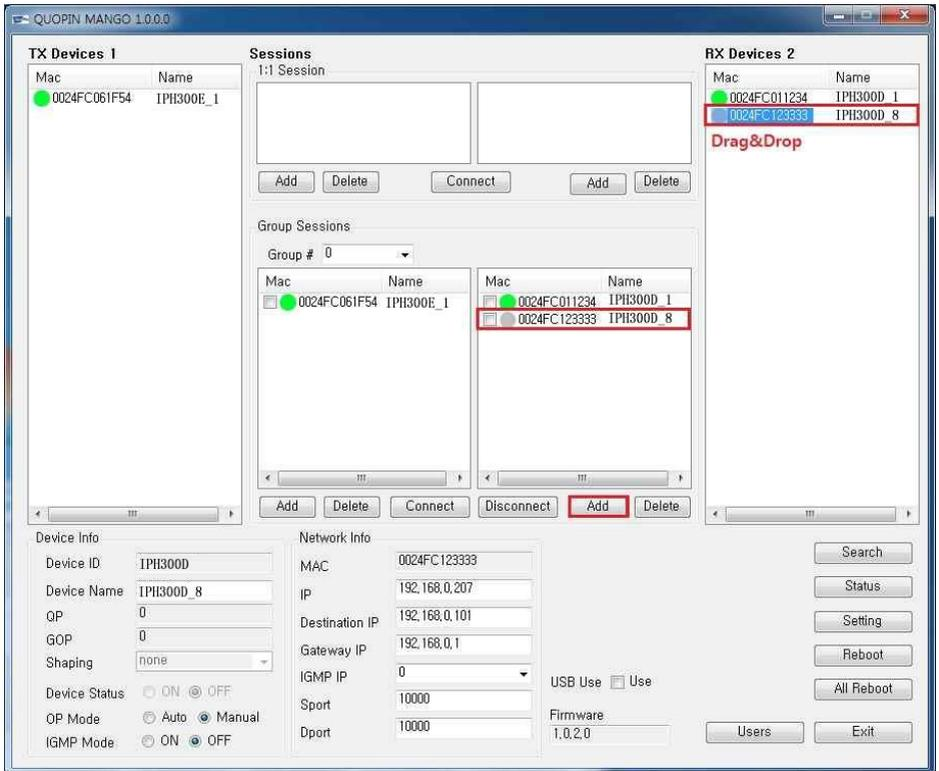 QUOPIN MANGO 1.0.0.0
TX Devices 1
Mac Name
0024FC061F54 IPH300E_1
Sessions
1:1 Session
Add Delete Connect Add Delete
Group Sessions
Group # 0
Mac Name
0024FC061F54 IPH300E_1
Mac Name
0024FC011234 IPH300D_1
0024FC123333 IPH300D_8
Add Delete Connect Disconnect Add Delete
RX Devices 2
Mac Name
0024FC011234 IPH300D_1
0024FC123333 IPH300D_8
Drag&Drop
Device Info
Device ID IPH300D
Device Name IPH300D_8
QP 0
GOP 0
Shaping none
Device Status ON OFF
OP Mode Auto Manual
IGMP Mode ON OFF
Network Info
MAC 0024FC123333
IP 192,168,0,207
Destination IP 192,168,0,101
Gateway IP 192,168,0,1
IGMP IP 0
Sport 10000
Dport 10000
USB Use Use
Firmware
1,0,2,0
Search
Status
Setting
Reboot
All Reboot
Users Exit